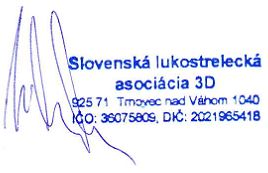 Slovenská lukostrelecká
asociácia 3D
925 71 Trnovec nad Váhom 1040
IČO: 36075809, DIČ: 2021965418